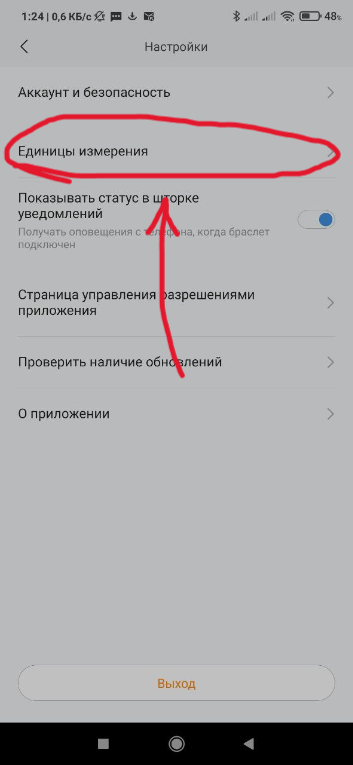 1:24 | 0,6 КБ/с
48%
Настройки
Аккаунт и безопасность
Единицы измерения
Показывать статус в шторке
уведомлений
Получать оповещения с телефона, когда браслет
подключен
Страница управления разрешениями
приложения
Проверить наличие обновлений
О приложении
Выход